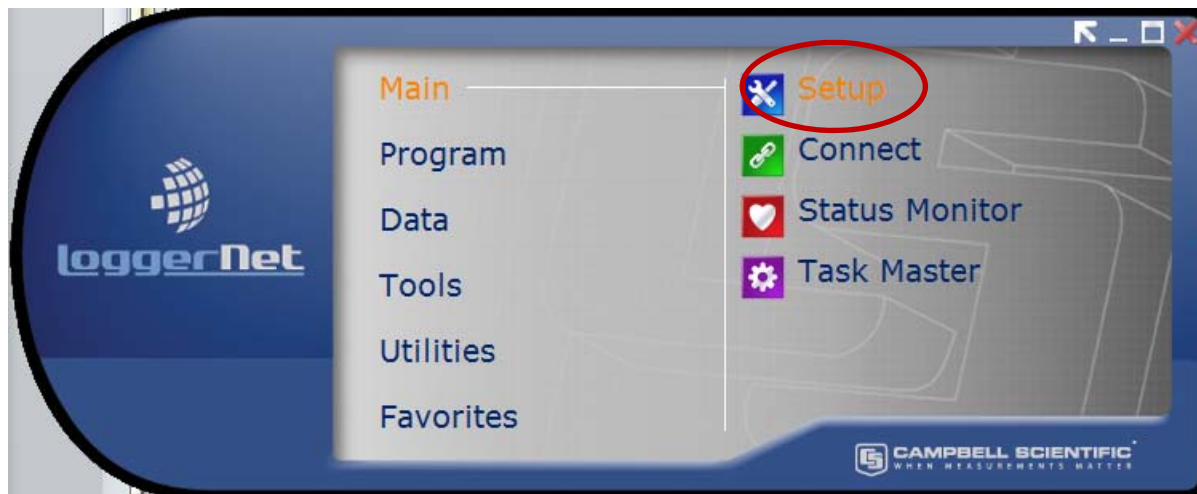 Main
Setup
Program
Connect
Data
Status Monitor
Tools
Task Master
Utilities
Favorites
loggerNet
CAMPBELL SCIENTIFIC
WHEN MEASUREMENTS MATTER